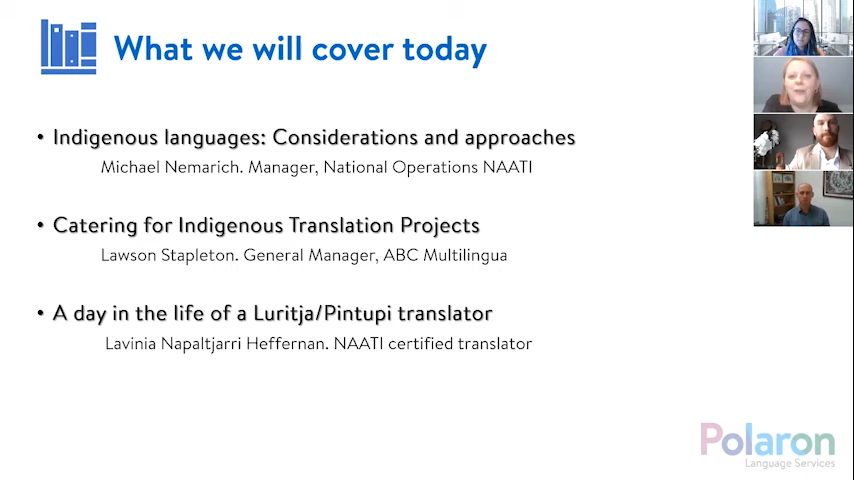 What we will cover today
• Indigenous languages: Considerations and approaches
Michael Nemarich. Manager, National Operations NAATI
• Catering for Indigenous Translation Projects
Lawson Stapleton. General Manager, ABC Multilingua
• A day in the life of a Luritja/Pintupi translator
Lavinia Napaltjarri Heffernan. NAATI certified translator
Polaron
Language Services